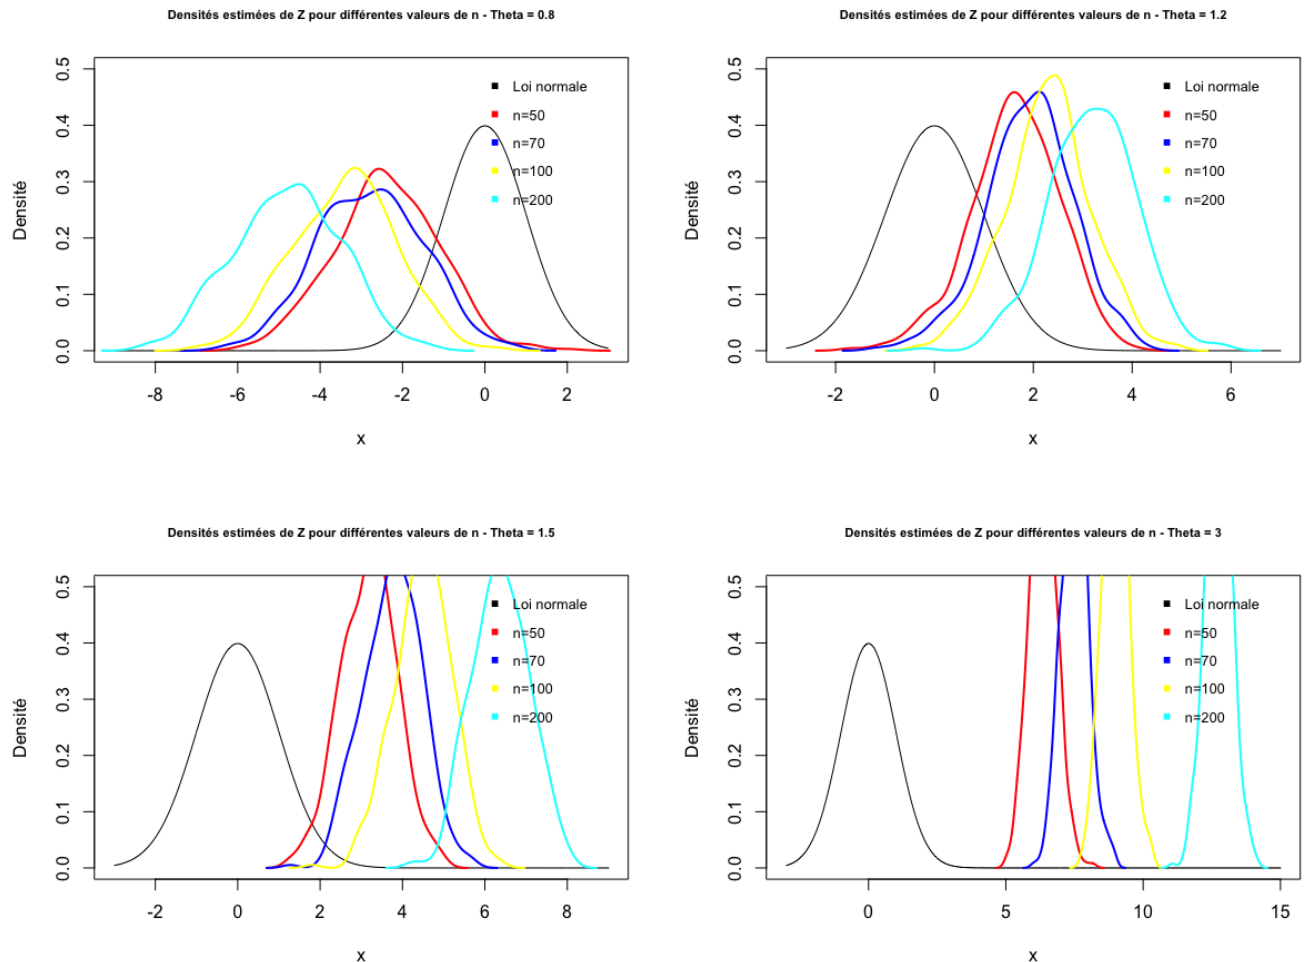 Densités estimées de Z pour différentes valeurs de n - Theta = 0.8
Densité
0.5
0.4
0.3
0.2
0.1
0.0
Loi normale
n=50
n=70
n=100
n=200
-8 -6 -4 -2 0 2
x
Densités estimées de Z pour différentes valeurs de n - Theta = 1.2
Densité
0.5
0.4
0.3
0.2
0.1
0.0
Loi normale
n=50
n=70
n=100
n=200
-2 0 2 4 6
x
Densités estimées de Z pour différentes valeurs de n - Theta = 1.5
Densité
0.5
0.4
0.3
0.2
0.1
0.0
Loi normale
n=50
n=70
n=100
n=200
-2 0 2 4 6 8
x
Densités estimées de Z pour différentes valeurs de n - Theta = 3
Densité
0.5
0.4
0.3
0.2
0.1
0.0
Loi normale
n=50
n=70
n=100
n=200
0 5 10 15
x